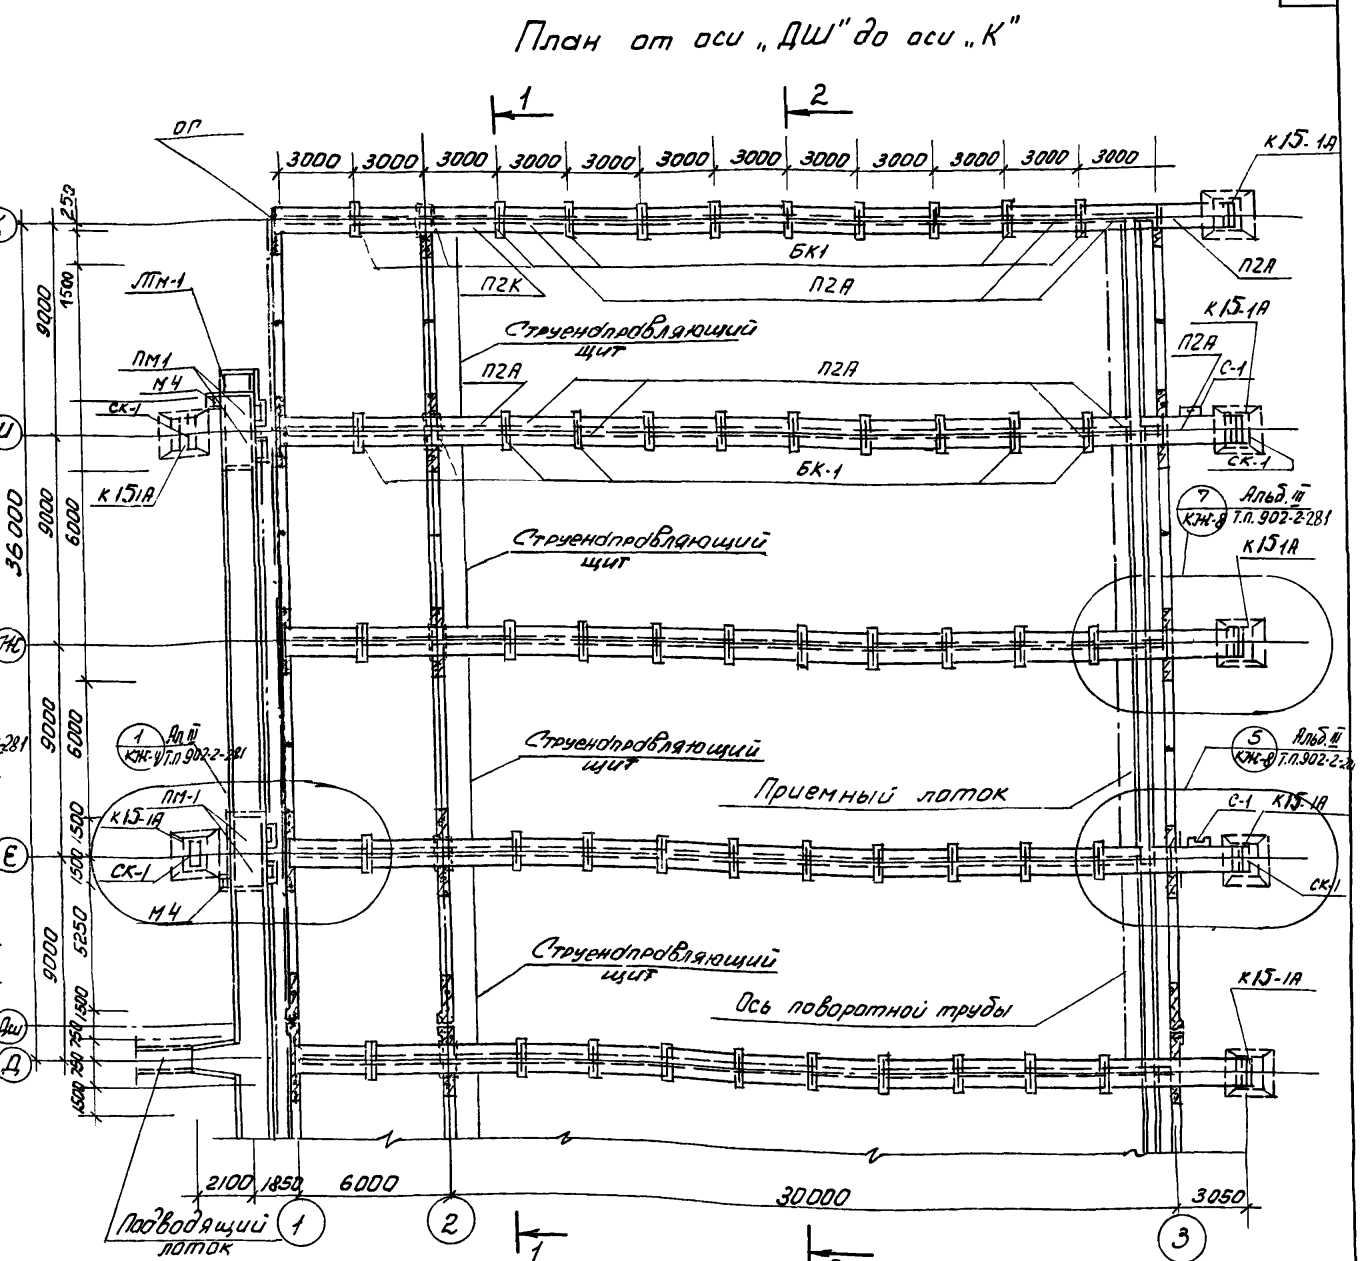 План от оси „ДШ" до оси „К"
1
2
ОГ
К15-1А
3000 3000 3000 3000 3000 3000 3000 3000 3000 3000 3000 3000
250
БК1
П2А
1500
П2К
П2А
К15-1А
9000
ЛТМ-1
Струенаправляющий
щит
П2А
ПМ1
П2А
П2А
С-1
М4
СК-1
Ш
БК-1
СК-1
К151А
9000
6000
36000
7
Альб. III
КЖ-8
Т.п. 902-2-281
Струенаправляющий
щит
К151А
Ж
9000
6000
1
Ал III
КЖ-4
Т.п 902-2-281
Струенаправляющий
щит
5
Альб. III
КЖ-8
ПМ-1
Приемный лоток
К15-1А
1500
С-1
К15-1А
Е
1500
СК-1
СК-1
М4
5250
9000
Струенаправляющий
щит
К15-1А
Ось поворотной трубы
1500
750
Д
750
1500
2100 1850 6000 30000 3050
Подводящий
лоток
1
2
3
1